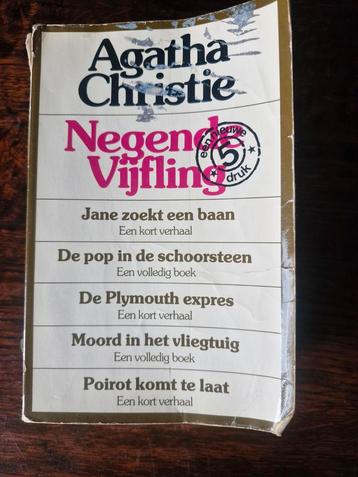 Agatha
Christie
Negende
Vijfling
een nieuwe
5
druk
Jane zoekt een baan
Een kort verhaal
De pop in de schoorsteen
Een volledig boek
De Plymouth expres
Een kort verhaal
Moord in het vliegtuig
Een volledig boek
Poirot komt te laat
Een kort verhaal